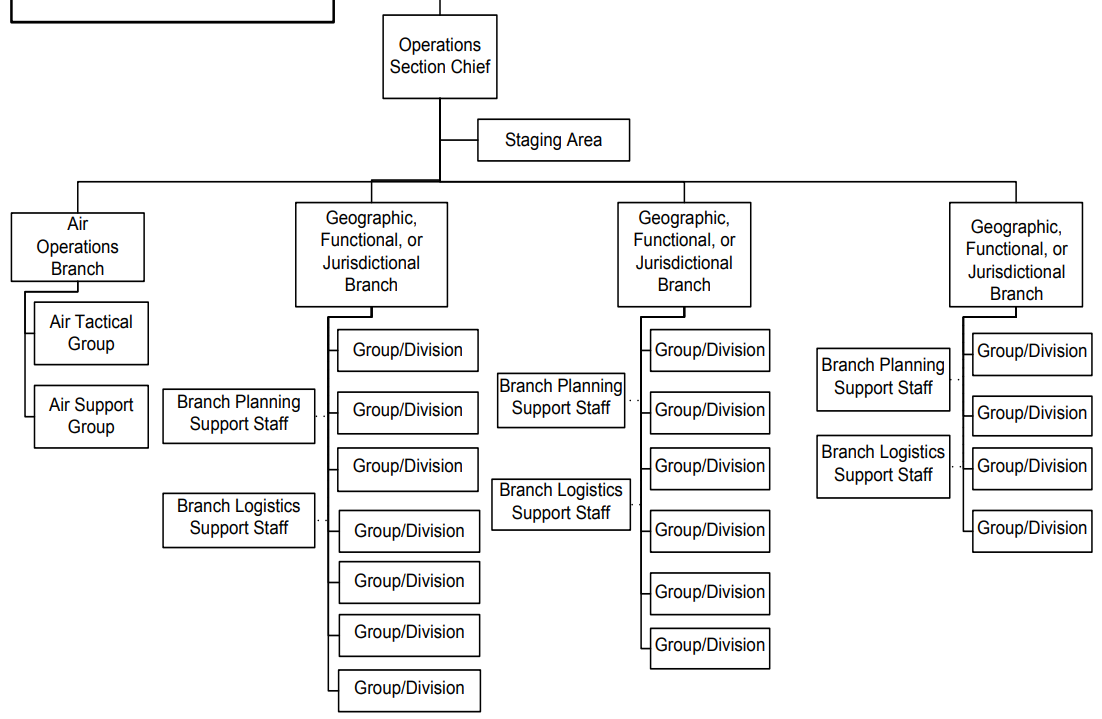 Operations
Section Chief
Staging Area
Air
Operations
Branch
Air Tactical
Group
Air Support
Group
Geographic,
Functional, or
Jurisdictional
Branch
Group/Division
Branch Planning
Support Staff
Group/Division
Group/Division
Branch Logistics
Support Staff
Group/Division
Group/Division
Group/Division
Group/Division
Geographic,
Functional, or
Jurisdictional
Branch
Group/Division
Branch Planning
Support Staff
Group/Division
Group/Division
Branch Logistics
Support Staff
Group/Division
Group/Division
Group/Division
Geographic,
Functional, or
Jurisdictional
Branch
Group/Division
Branch Planning
Support Staff
Group/Division
Branch Logistics
Support Staff
Group/Division
Group/Division